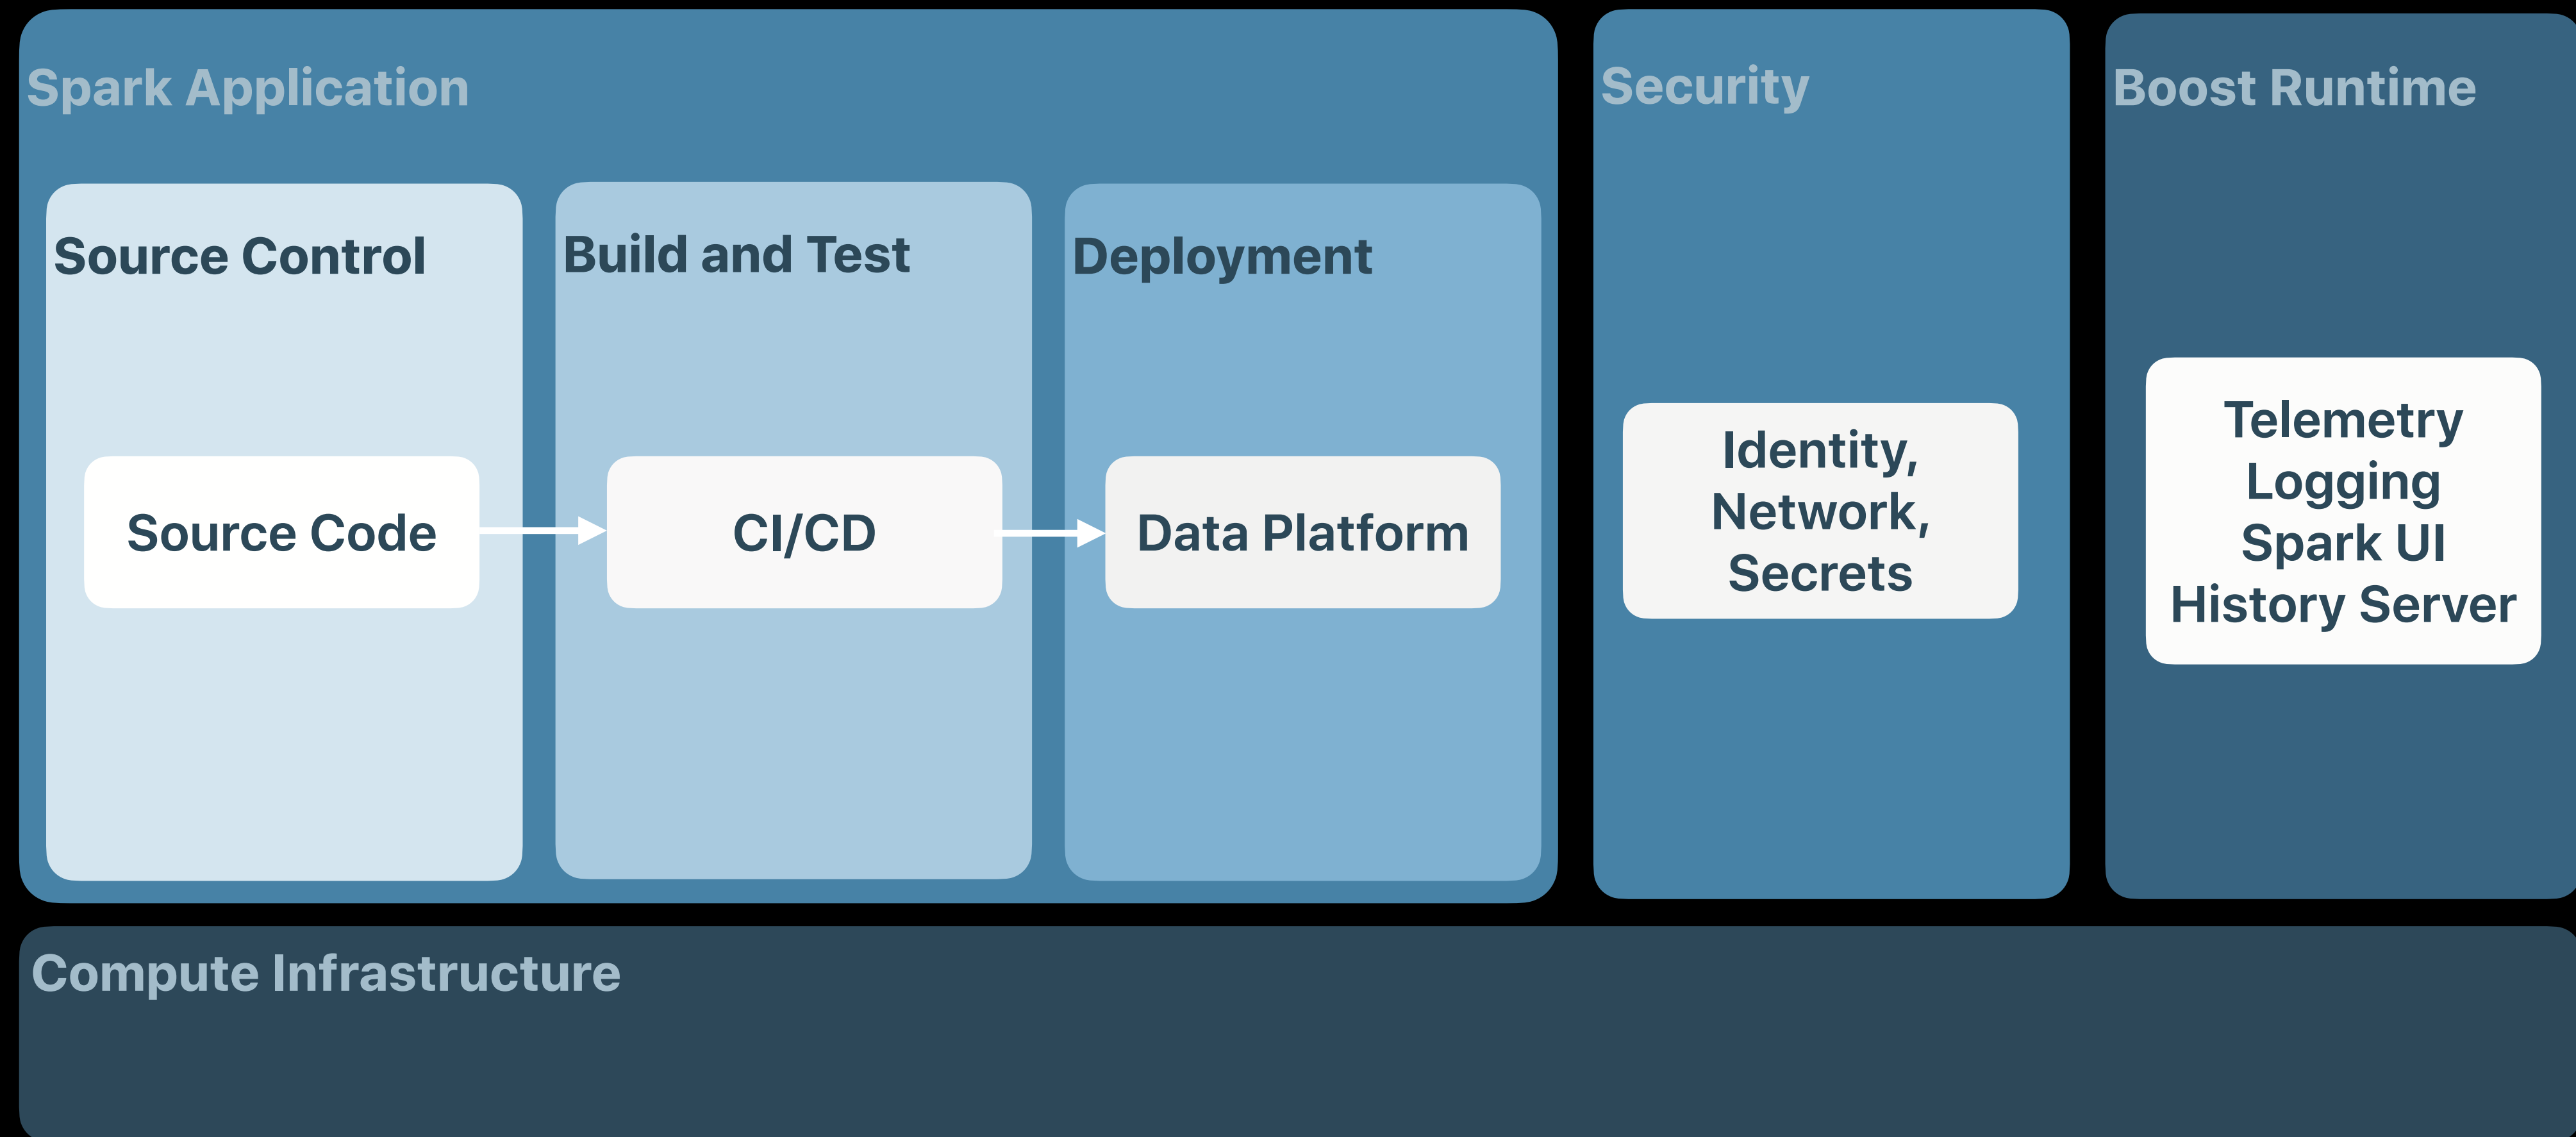 Spark Application
Source Control
Source Code
Build and Test
CI/CD
Deployment
Data Platform
Security
Identity,
Network,
Secrets
Boost Runtime
Telemetry
Logging
Spark UI
History Server
Compute Infrastructure